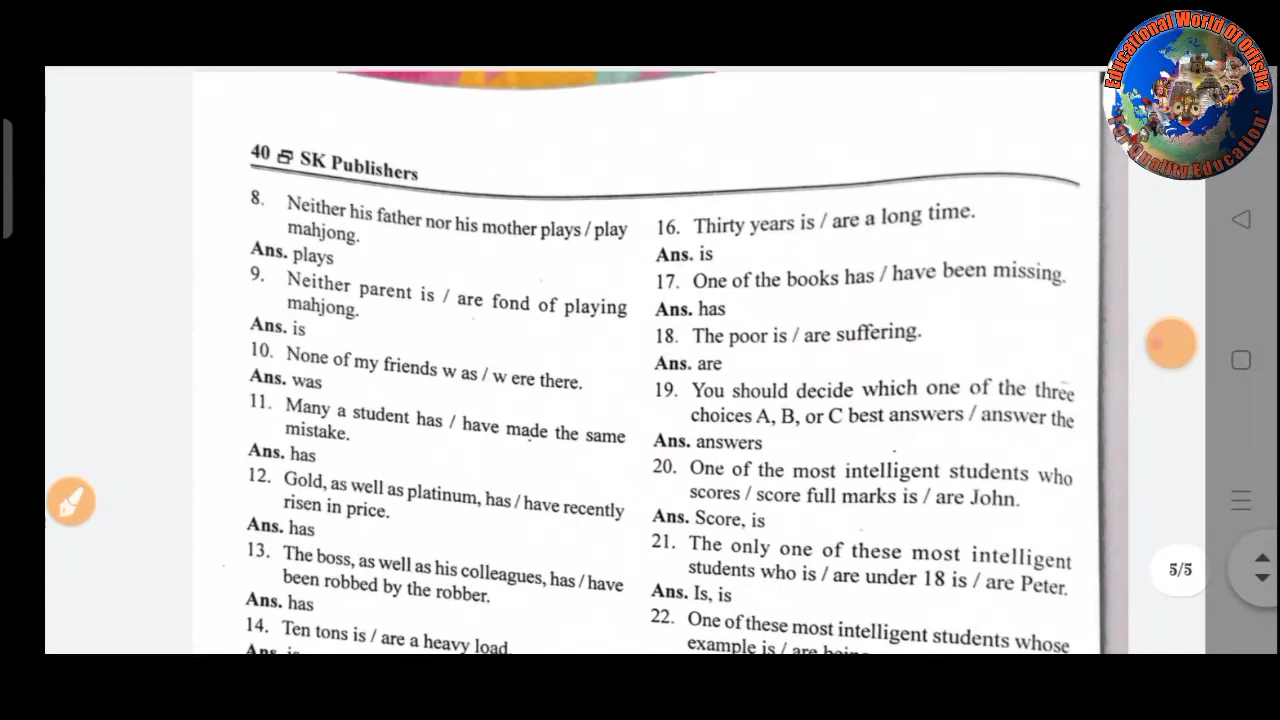 Educational World Of Odisha
"For Quality Education"
40 SK Publishers
8. Neither his father nor his mother plays / play
mahjong.
Ans. plays
9. Neither parent is / are fond of playing
mahjong.
Ans. is
10. None of my friends w as / w ere there.
Ans. was
11. Many a student has / have made the same
mistake.
Ans. has
12. Gold, as well as platinum, has / have recently
risen in price.
Ans. has
13. The boss, as well as his colleagues, has / have
been robbed by the robber.
Ans. has
14. Ten tons is / are a heavy load.
Ans. is
16. Thirty years is / are a long time.
Ans. is
17. One of the books has / have been missing.
Ans. has
18. The poor is / are suffering.
Ans. are
19. You should decide which one of the three
choices A, B, or C best answers / answer the
Ans. answers
20. One of the most intelligent students who
scores / score full marks is / are John.
Ans. Score, is
21. The only one of these most intelligent
students who is / are under 18 is / are Peter.
Ans. Is, is
22. One of these most intelligent students whose
example is / are being
5/5